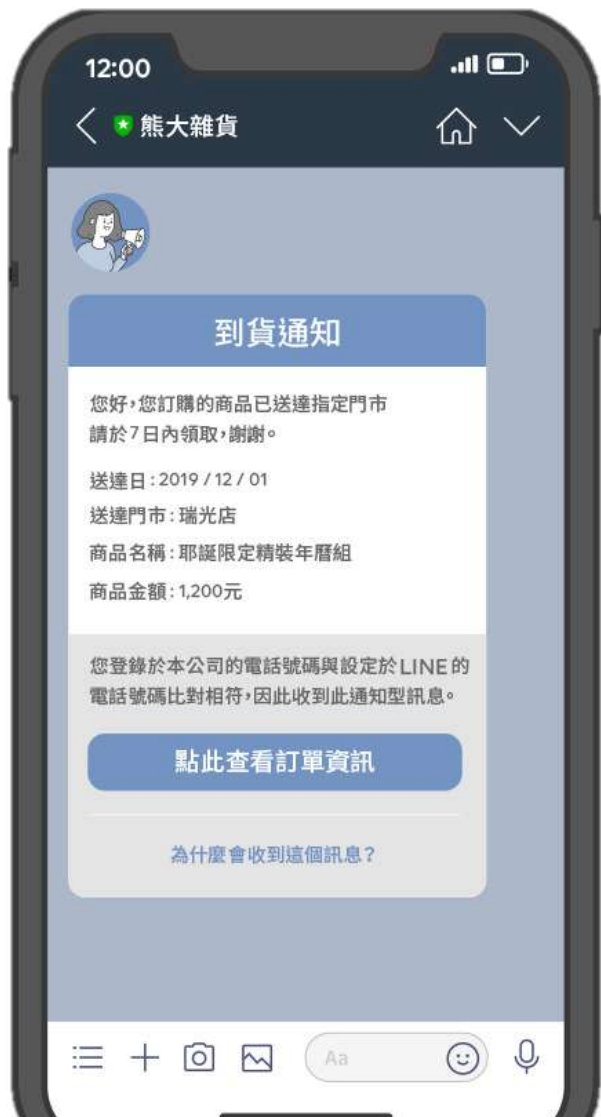 12:00
熊大雜貨
到貨通知
您好,您訂購的商品已送達指定門市
請於7日內領取,謝謝。
送達日:2019 / 12 / 01
送達門市:瑞光店
商品名稱:耶誕限定精裝年曆組
商品金額:1,200元
您登錄於本公司的電話號碼與設定於LINE的
電話號碼比對相符,因此收到此通知型訊息。
點此查看訂單資訊
為什麼會收到這個訊息?
Aa